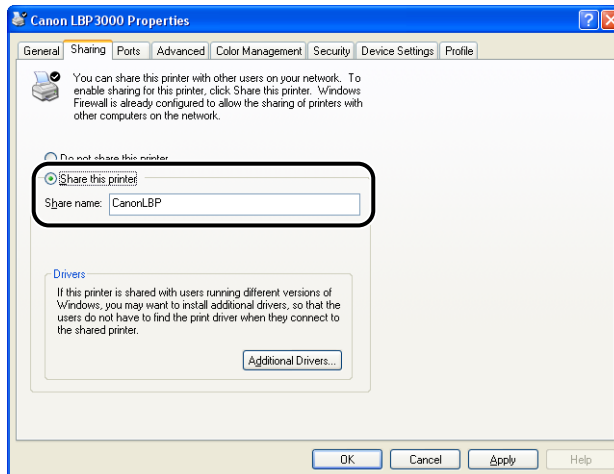 Canon LBP3000 Properties
General Sharing Ports Advanced Color Management Security Device Settings Profile
You can share this printer with other users on your network. To
enable sharing for this printer, click Share this printer. Windows
Firewall is already configured to allow the sharing of printers with
other computers on the network.
Do not share this printer
Share this printer
Share name: CanonLBP
Drivers
If this printer is shared with users running different versions of
Windows, you may want to install additional drivers, so that the
users do not have to find the print driver when they connect to
the shared printer.
Additional Drivers...
OK Cancel Apply Help